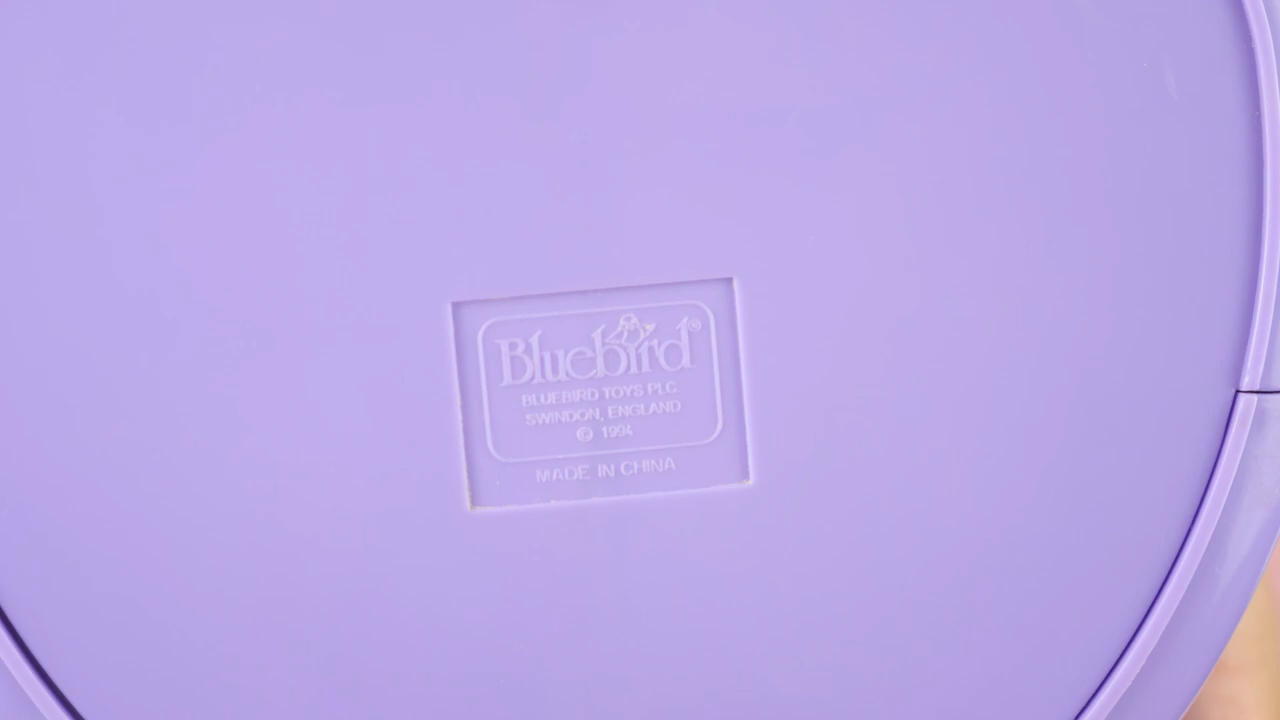 Bluebird®
BLUEBIRD TOYS PLC
SWINDON, ENGLAND
© 1994
MADE IN CHINA